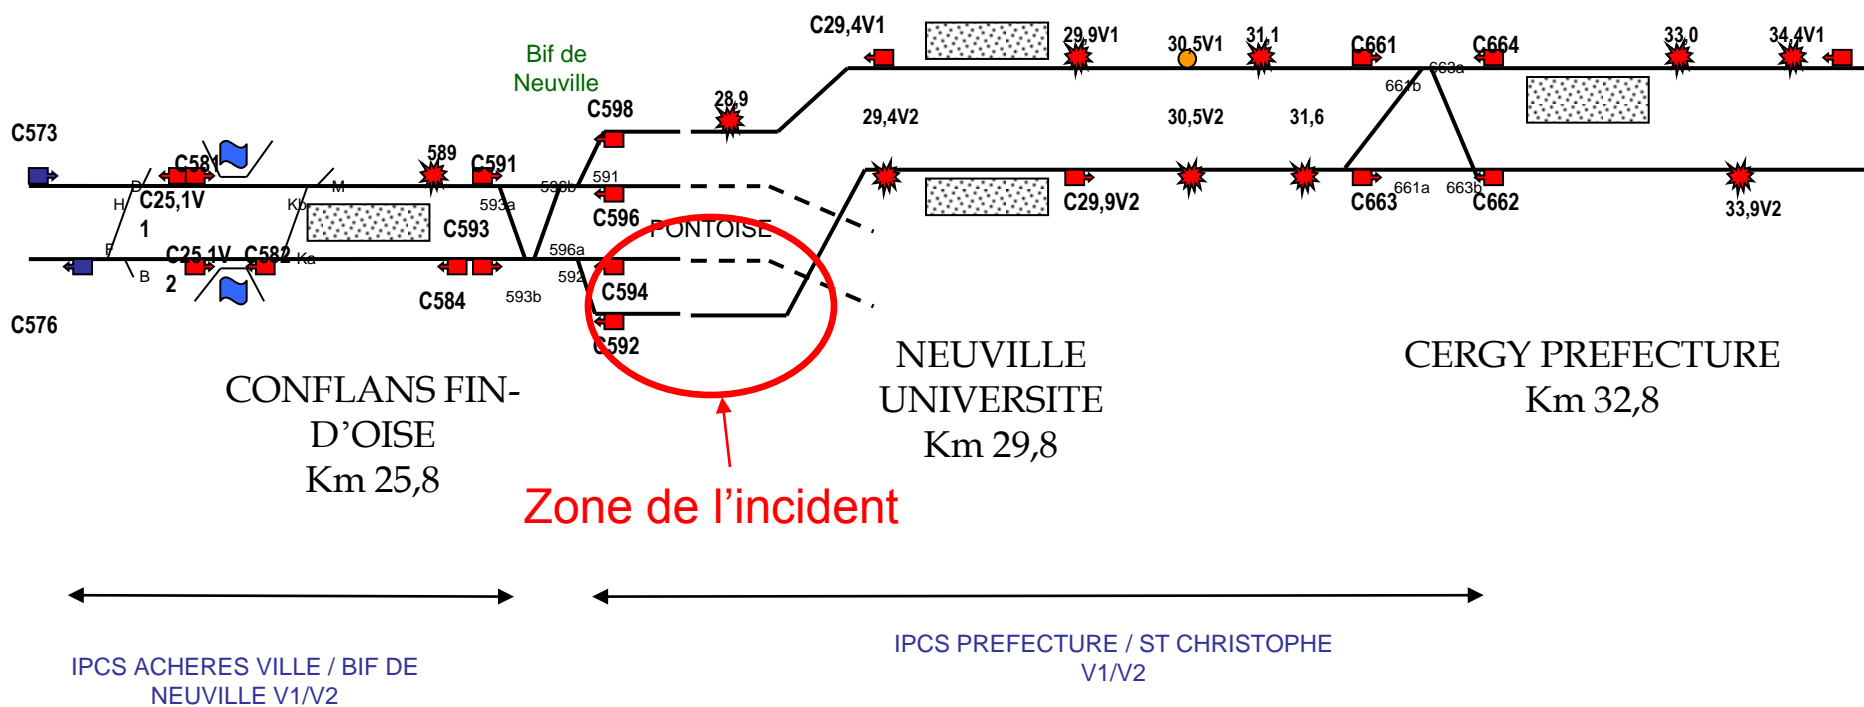 C29,4V1
29,9V1
30,5V1
31,1
C661
C664
663a
661b
33,0
34,4V1
Bif de
Neuville
C598
28,9
29,4V2
30,5V2
31,6
C573
C581
589
C591
D
M
596b
591
H
C25,1V
1
Kb
593a
C593
C596
PONTOISE
C29,9V2
C663
661a
663b
C662
33,9V2
F
B
C25,1V
2
C582
Ka
596a
592
593b
C584
C594
C592
C576
CONFLANS FIN-
D’OISE
Km 25,8
NEUVILLE
UNIVERSITE
Km 29,8
CERGY PREFECTURE
Km 32,8
Zone de l’incident
IPCS ACHERES VILLE / BIF DE
NEUVILLE V1/V2
IPCS PREFECTURE / ST CHRISTOPHE
V1/V2